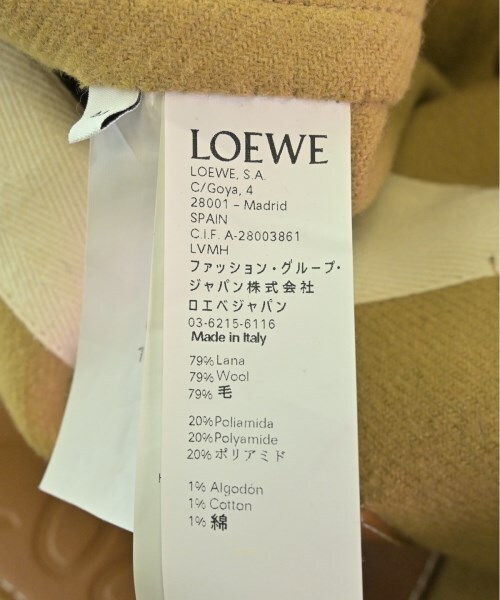 LOEWE
LOEWE, S.A.
C/Goya, 4
28001 – Madrid
SPAIN
C.I.F. A-28003861
LVMH
ファッション・グループ・
ジャパン株式会社
ロエベジャパン
03-6215-6116
Made in Italy
79% Lana
79% Wool
79% 毛
20% Poliamida
20% Polyamide
20% ポリアミド
1% Algodón
1% Cotton
1% 綿